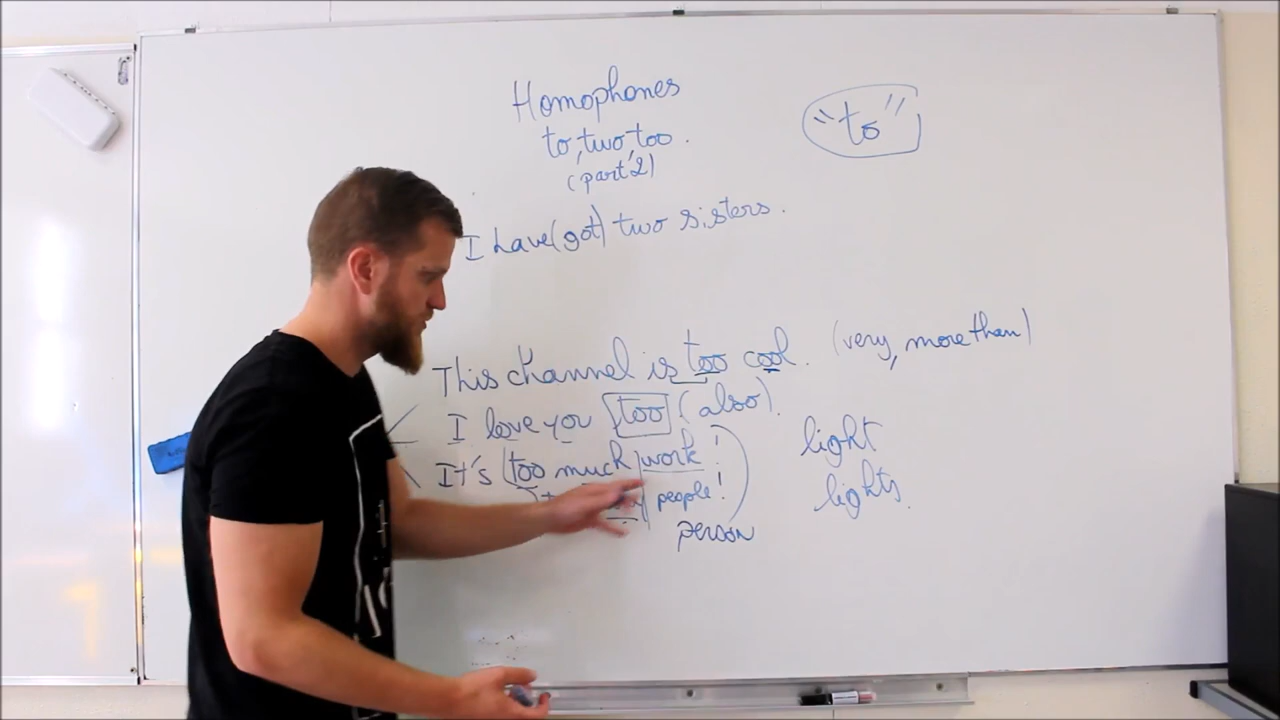 Homophones
to, two, too.
(part 2)
"to"
I have (got) two sisters.
This channel is too cool. (very, more than)
I love you too (also).
It's too much work!
people!
person
light
lights.